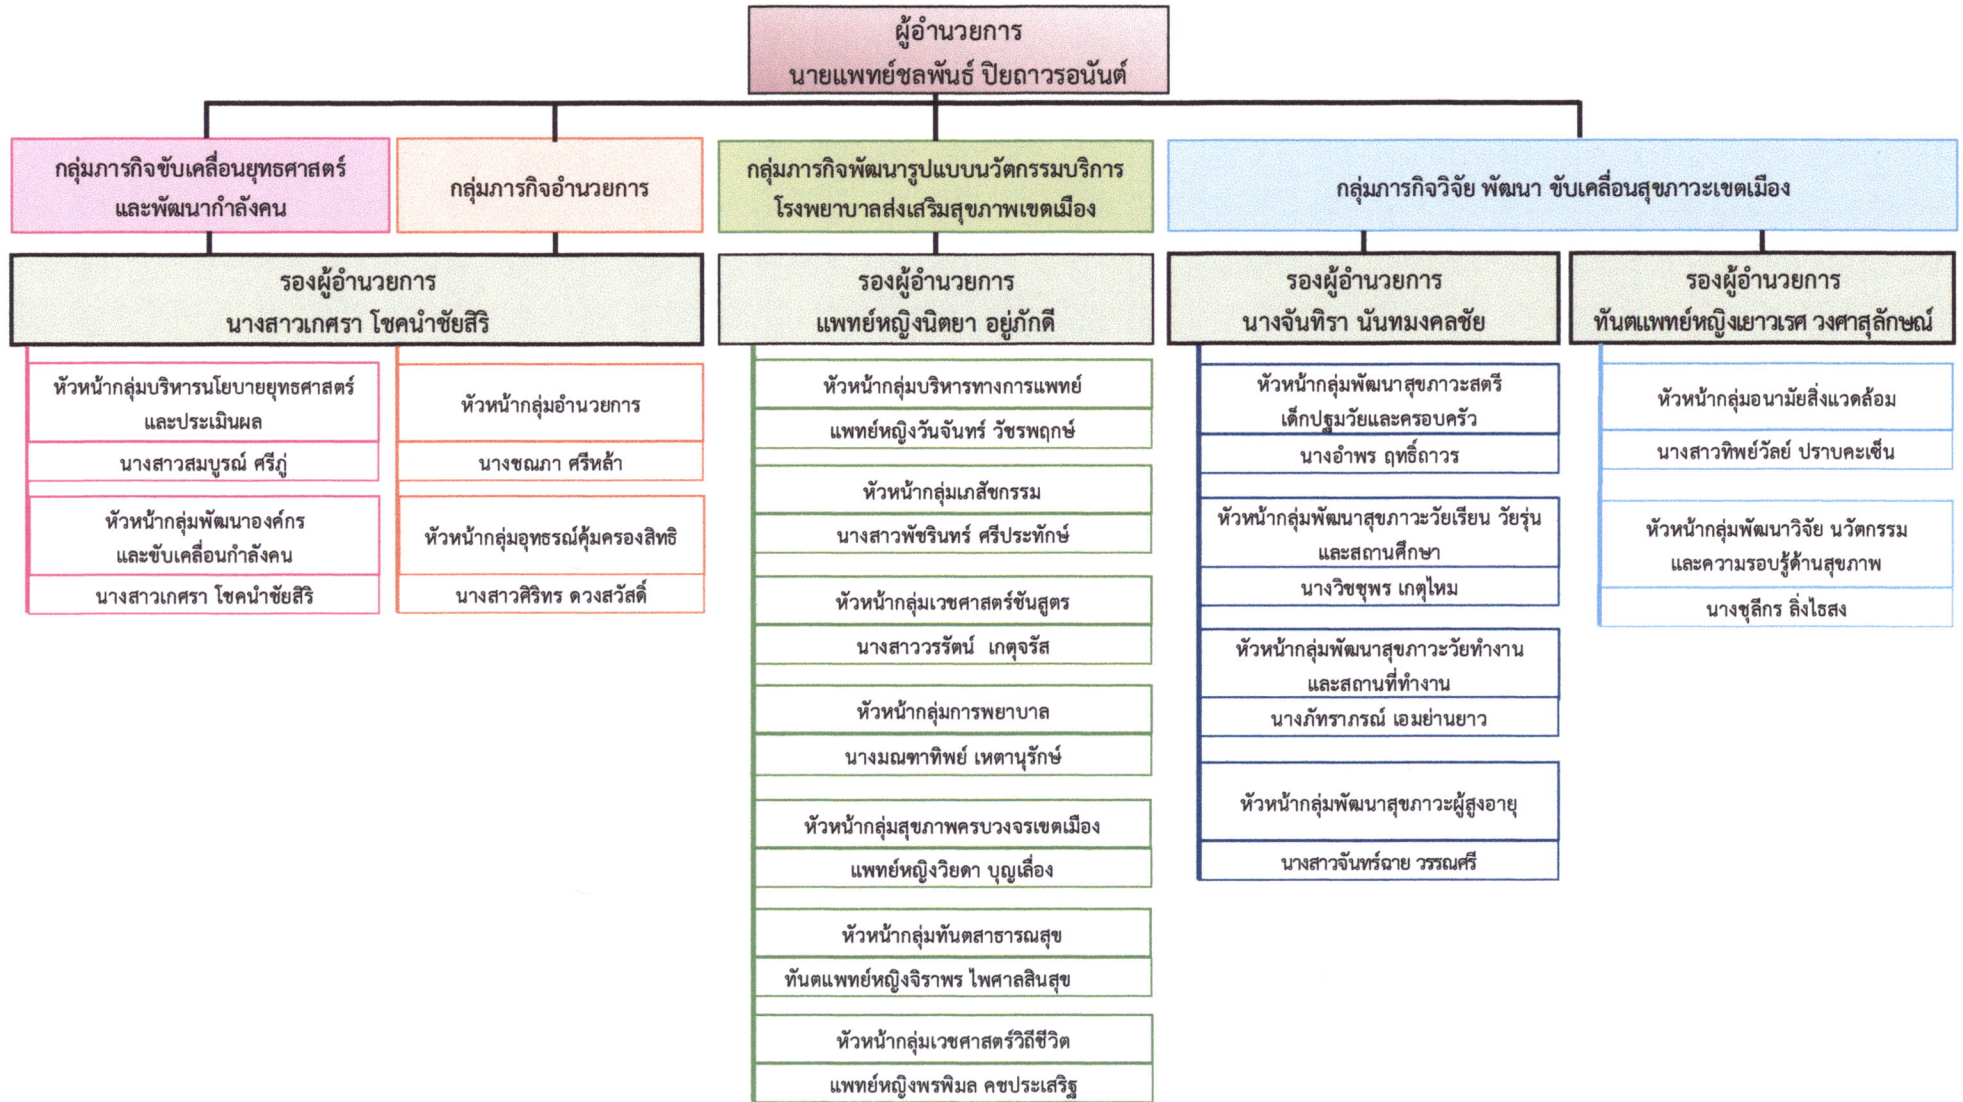 ผู้อำนวยการ
นายแพทย์ชลพันธ์ ปิยถาวรอนันต์
กลุ่มภารกิจขับเคลื่อนยุทธศาสตร์
และพัฒนากำลังคน
กลุ่มภารกิจอำนวยการ
กลุ่มภารกิจพัฒนารูปแบบนวัตกรรมบริการ
โรงพยาบาลส่งเสริมสุขภาพเขตเมือง
กลุ่มภารกิจวิจัย พัฒนา ขับเคลื่อนสุขภาวะเขตเมือง
รองผู้อำนวยการ
นางสาวเกศรา โชคนำชัยสิริ
รองผู้อำนวยการ
แพทย์หญิงนิตยา อยู่ภักดี
รองผู้อำนวยการ
นางจันทิรา นันทมงคลชัย
รองผู้อำนวยการ
ทันตแพทย์หญิงเยาวเรศ วงศาสุลักษณ์
หัวหน้ากลุ่มบริหารนโยบายยุทธศาสตร์
และประเมินผล
นางสาวสมบูรณ์ ศรีภู่
หัวหน้ากลุ่มพัฒนาองค์กร
และขับเคลื่อนกำลังคน
นางสาวเกศรา โชคนำชัยสิริ
หัวหน้ากลุ่มอำนวยการ
นางชณภา ศรีหล้า
หัวหน้ากลุ่มอุทธรณ์คุ้มครองสิทธิ
นางสาวศิริทร ดวงสวัสดิ์
หัวหน้ากลุ่มบริหารทางการแพทย์
แพทย์หญิงวันจันทร์ วัชรพฤกษ์
หัวหน้ากลุ่มเภสัชกรรม
นางสาวพัชรินทร์ ศรีประทักษ์
หัวหน้ากลุ่มเวชศาสตร์ชันสูตร
นางสาววรรัตน์ เกตุจรัส
หัวหน้ากลุ่มการพยาบาล
นางมณฑาทิพย์ เหตานุรักษ์
หัวหน้ากลุ่มสุขภาพครบวงจรเขตเมือง
แพทย์หญิงวิยดา บุญเลื่อง
หัวหน้ากลุ่มทันตสาธารณสุข
ทันตแพทย์หญิงจิราพร ไพศาลสินสุข
หัวหน้ากลุ่มเวชศาสตร์วิถีชีวิต
แพทย์หญิงพรพิมล คชประเสริฐ
หัวหน้ากลุ่มพัฒนาสุขภาวะสตรี
เด็กปฐมวัยและครอบครัว
นางอำพร ฤทธิ์ถาวร
หัวหน้ากลุ่มพัฒนาสุขภาวะวัยเรียน วัยรุ่น
และสถานศึกษา
นางวิชชุพร เกตุไหม
หัวหน้ากลุ่มพัฒนาสุขภาวะวัยทำงาน
และสถานที่ทำงาน
นางภัทราภรณ์ เอมย่านยาว
หัวหน้ากลุ่มพัฒนาสุขภาวะผู้สูงอายุ
นางสาวจันทร์ฉาย วรรณศรี
หัวหน้ากลุ่มอนามัยสิ่งแวดล้อม
นางสาวทิพย์วัลย์ ปราบคะเซ็น
หัวหน้ากลุ่มพัฒนาวิจัย นวัตกรรม
และความรอบรู้ด้านสุขภาพ
นางชุลีกร ลิ่งไธสง